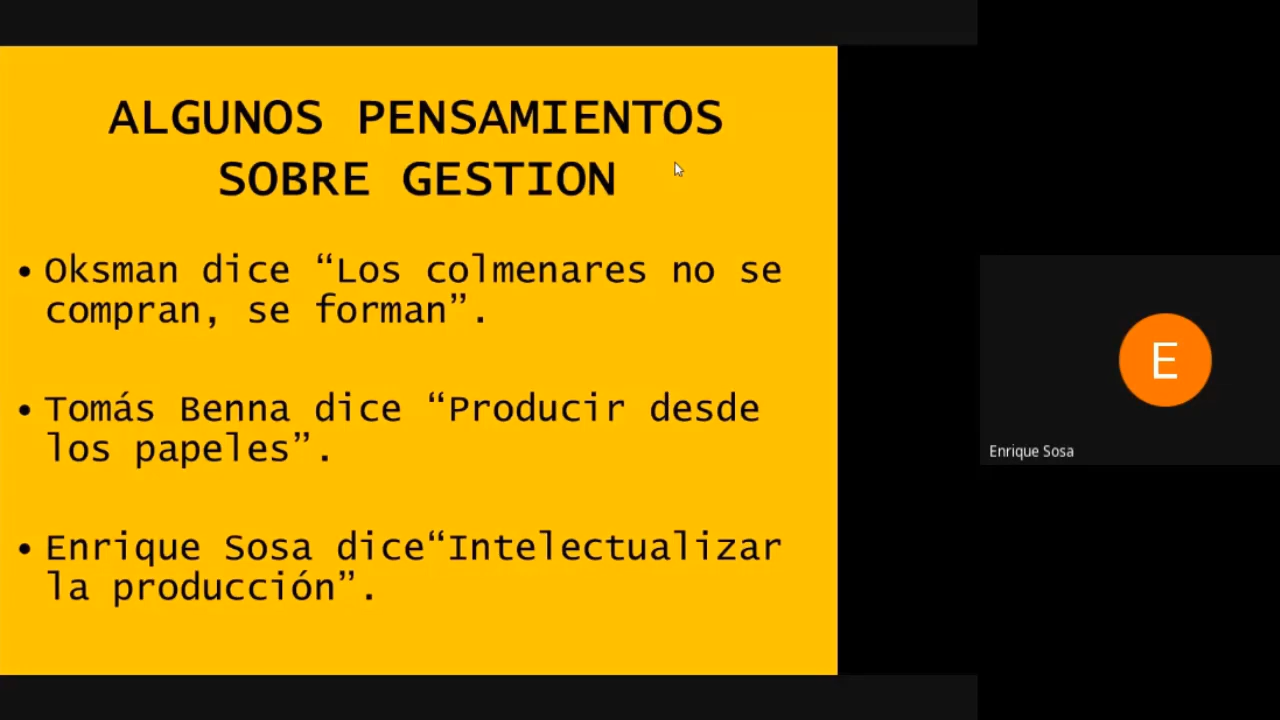 ALGUNOS PENSAMIENTOS
SOBRE GESTION
• Oksman dice “Los colmenares no se
compran, se forman”.
• Tomás Benna dice “Producir desde
los papeles”.
• Enrique Sosa dice“Intelectualizar
la producción”.
E
Enrique Sosa